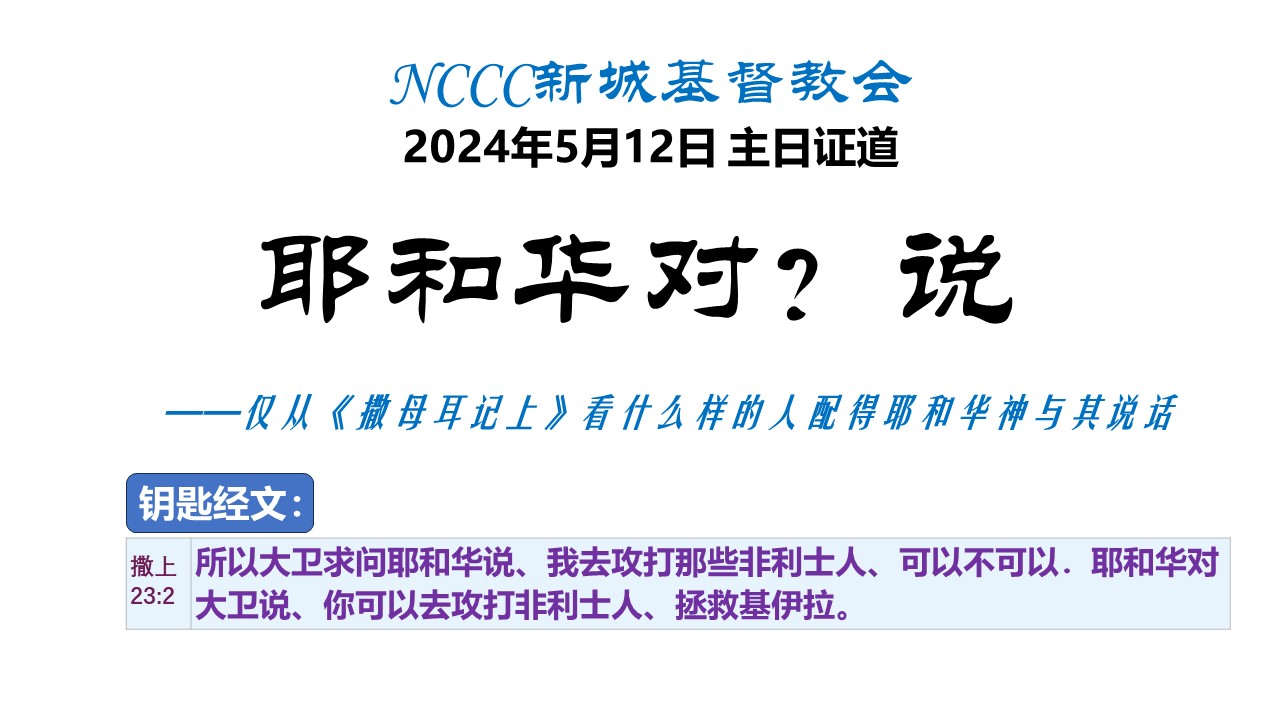 NCCC新城基督教会
2024年5月12日 主日证道
耶和华对？说
——仅从《撒母耳记上》看什么样的人配得耶和华神与其说话
钥匙经文：
撒上
23:2
所以大卫求问耶和华说、我去攻打那些非利士人、可以不可以．耶和华对
大卫说、你可以去攻打非利士人、拯救基伊拉。